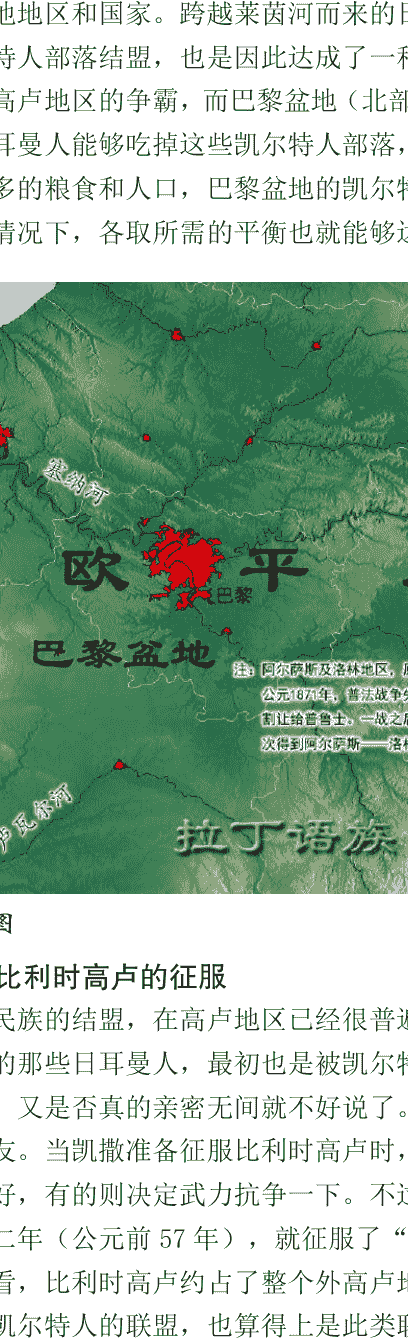 地地区和国家。跨越莱茵河而来的日
特人部落结盟，也是因此达成了一种
高卢地区的争霸，而巴黎盆地（北部
耳曼人能够吃掉这些凯尔特人部落，
多的粮食和人口，巴黎盆地的凯尔特
情况下，各取所需的平衡也就能够达
塞纳河
欧 平
巴黎
巴黎盆地
注：阿尔萨斯及洛林地区，原
公元1871年，普法战争失
割让给普鲁士。一战之后
次得到阿尔萨斯——洛林
卢瓦尔河
拉丁语族
图
比利时高卢的征服
民族的结盟，在高卢地区已经很普遍
的那些日耳曼人，最初也是被凯尔特
，又是否真的亲密无间就不好说了。
友。当凯撒准备征服比利时高卢时，
好，有的则决定武力抗争一下。不过
二年（公元前 57 年），就征服了“
看，比利时高卢约占了整个外高卢地
凯尔特人的联盟，也算得上是此类联